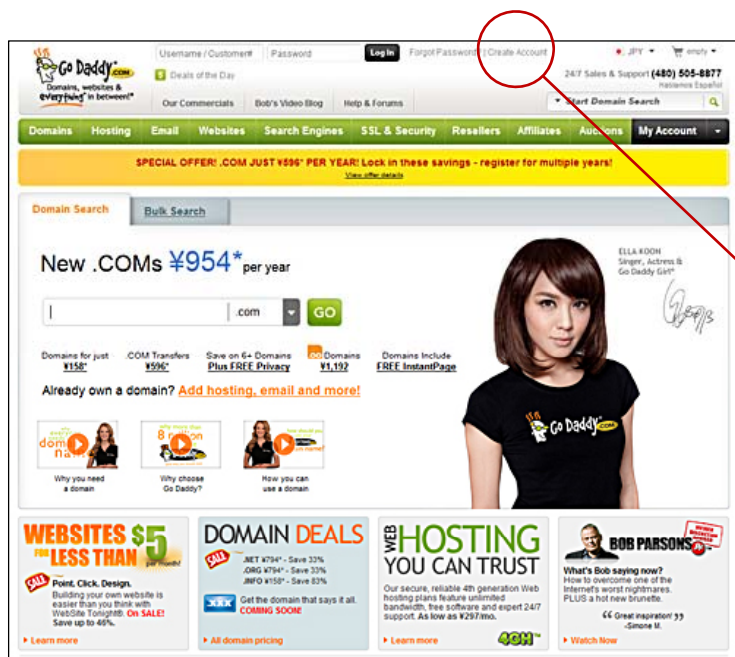 Go Daddy.COM
Domains, websites &
everything in between!*
Username / Customer#
Password
Log In
Forgot Password? | Create Account
JPY
empty
Deals of the Day
24/7 Sales & Support (480) 505-8877
Hablamos Español
Our Commercials
Bob's Video Blog
Help & Forums
Start Domain Search
Domains Hosting Email Websites Search Engines SSL & Security Resellers Affiliates Auctions My Account
SPECIAL OFFER! .COM JUST ¥596* PER YEAR! Lock in these savings - register for multiple years!
View offer details
Domain Search
Bulk Search
New .COMs ¥954* per year
.com
GO
ELLA KOON
Singer, Actress &
Go Daddy Girl®
Domains for just
¥158*
.COM Transfers
¥596*
Save on 6+ Domains
Plus FREE Privacy
.co Domains
¥1,192
Domains Include
FREE InstantPage
Already own a domain? Add hosting, email and more!
Go Daddy.COM
Why you need
a domain
Why choose
Go Daddy?
How you can
use a domain
WEBSITES $5
FOR LESS THAN
per month!
SALE
Point. Click. Design.
Building your own website is
easier than you think with
WebSite Tonight®. On SALE!
Save up to 46%.
Learn more
DOMAIN DEALS
SALE
.NET ¥794* - Save 33%
.ORG ¥794* - Save 33%
.INFO ¥158* - Save 83%
.xxx
Get the domain that says it all.
COMING SOON!
All domain pricing
WEB HOSTING
YOU CAN TRUST
Our secure, reliable 4th generation Web
hosting plans feature unlimited
bandwidth, free software and expert 24/7
support. As low as ¥297/mo.
Learn more
4GH™
BOB PARSONS
What's Bob saying now?
How to overcome one of the
Internet's worst nightmares.
PLUS a hot new brunette.
Great inspiration!
-Simone M.
Watch Now